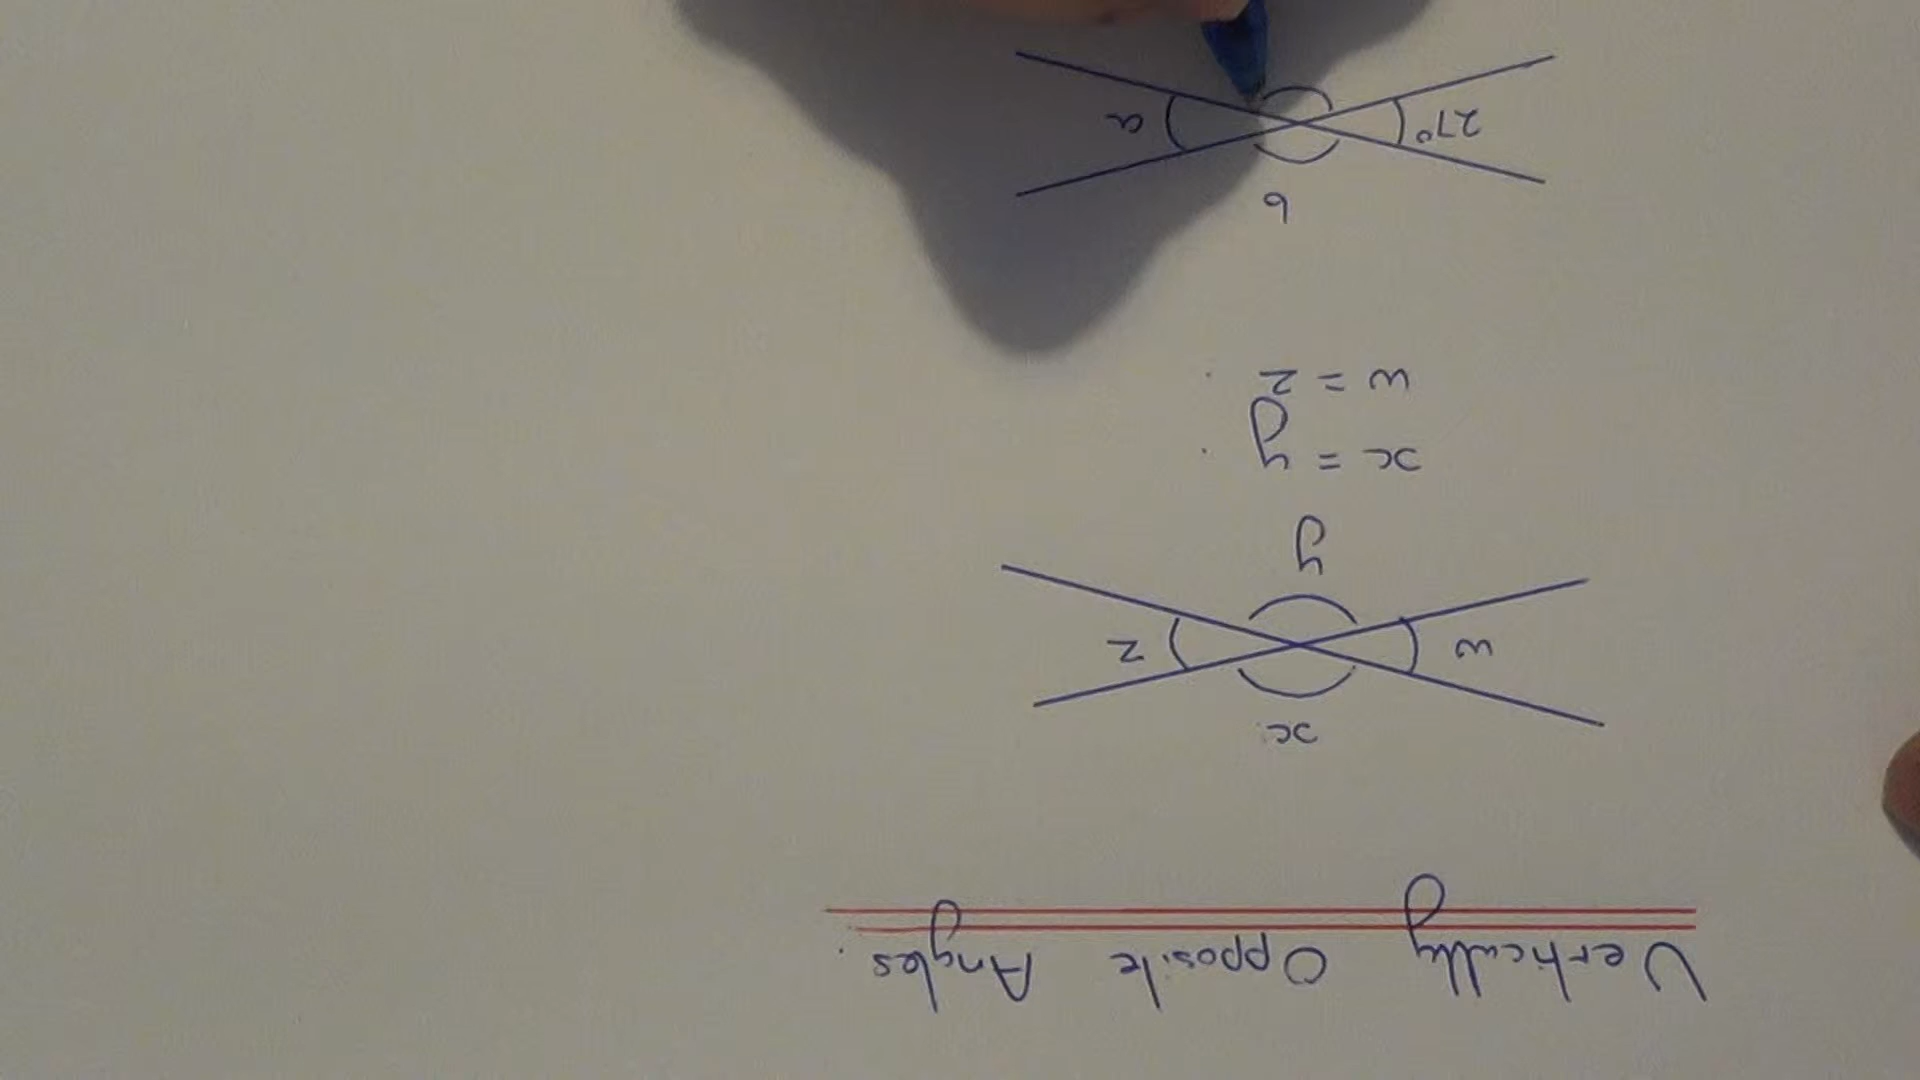 Vertically Opposite Angles.
x
w z
y
x = y .
w = z .
b
27° a